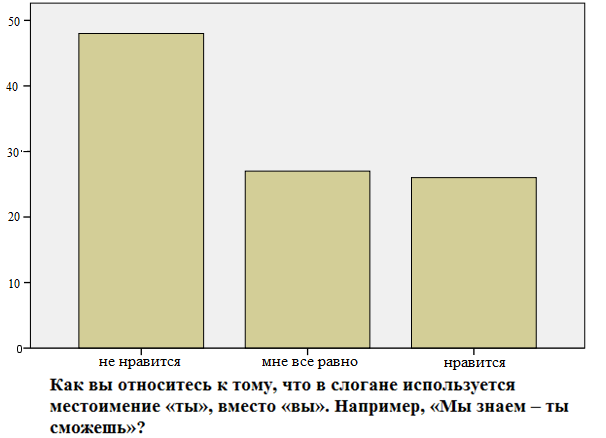 50
40
30
20
10
0
не нравится мне все равно нравится
Как вы относитесь к тому, что в слогане используется
местоимение «ты», вместо «вы». Например, «Мы знаем – ты
сможешь»?